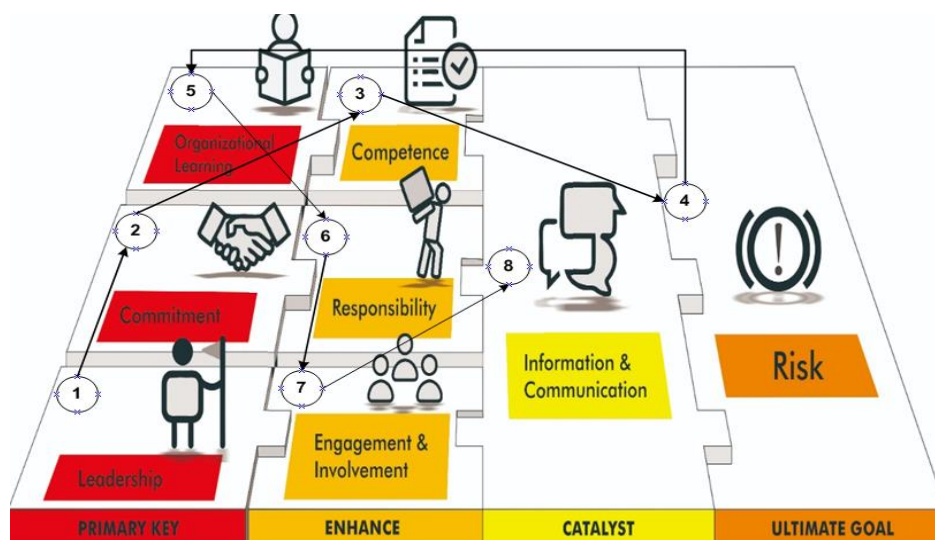 5
3
Organizational
Learning
Competence
4
2
6
8
Commitment
Responsibility
Information &
Communication
Risk
1
7
Engagement &
Involvement
Leadership
PRIMARY KEY
ENHANCE
CATALYST
ULTIMATE GOAL